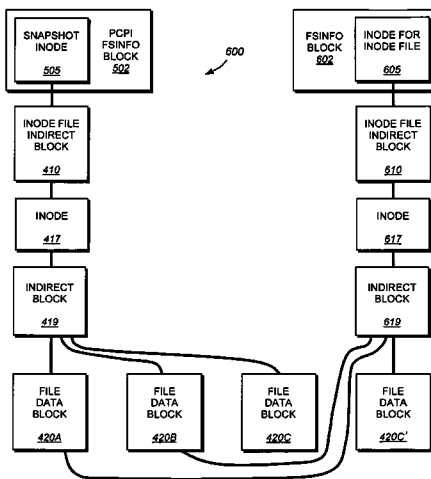 SNAPSHOT
INODE
505
PCPI
FSINFO
BLOCK
502
600
FSINFO
BLOCK
602
INODE FOR
INODE FILE
605
INODE FILE
INDIRECT
BLOCK
410
INODE FILE
INDIRECT
BLOCK
610
INODE
417
INODE
617
INDIRECT
BLOCK
419
INDIRECT
BLOCK
619
FILE
DATA
BLOCK
420A
FILE
DATA
BLOCK
420B
FILE
DATA
BLOCK
420C
FILE
DATA
BLOCK
420C'